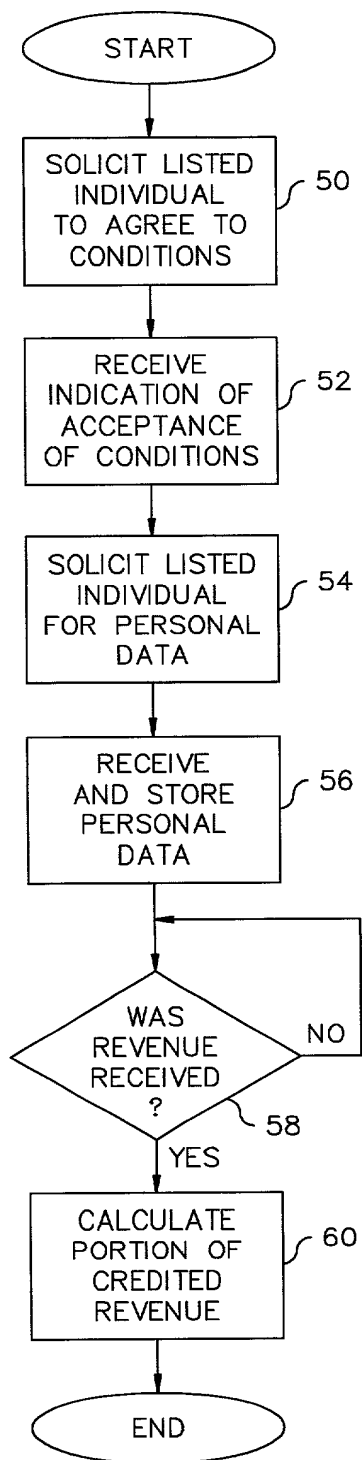 START
SOLICIT LISTED
INDIVIDUAL
TO AGREE TO
CONDITIONS
50
RECEIVE
INDICATION OF
ACCEPTANCE
OF CONDITIONS
52
SOLICIT LISTED
INDIVIDUAL
FOR PERSONAL
DATA
54
RECEIVE
AND STORE
PERSONAL
DATA
56
WAS
REVENUE
RECEIVED
?
NO
58
YES
CALCULATE
PORTION OF
CREDITED
REVENUE
60
END